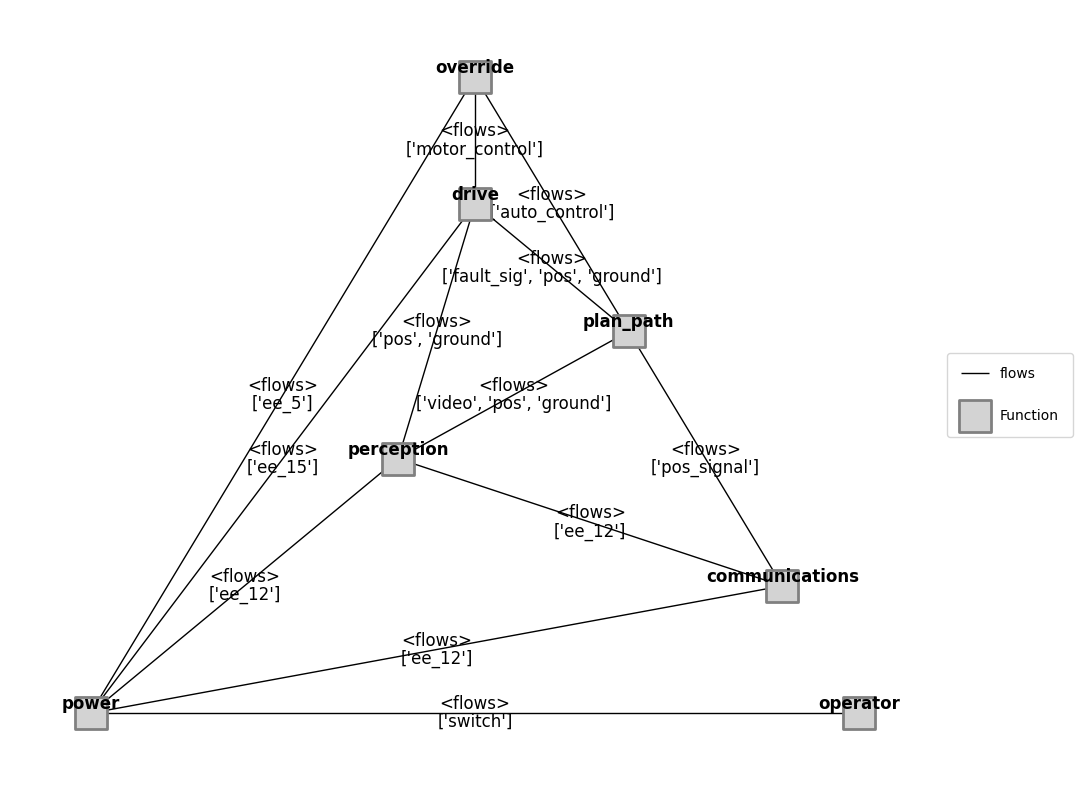 override
<flows>
['motor_control']
drive
<flows>
['auto_control']
<flows>
['fault_sig', 'pos', 'ground']
<flows>
['pos', 'ground']
plan_path
<flows>
['ee_5']
<flows>
['video', 'pos', 'ground']
flows
Function
<flows>
['ee_15']
perception
<flows>
['pos_signal']
<flows>
['ee_12']
<flows>
['ee_12']
communications
<flows>
['ee_12']
power
<flows>
['switch']
operator